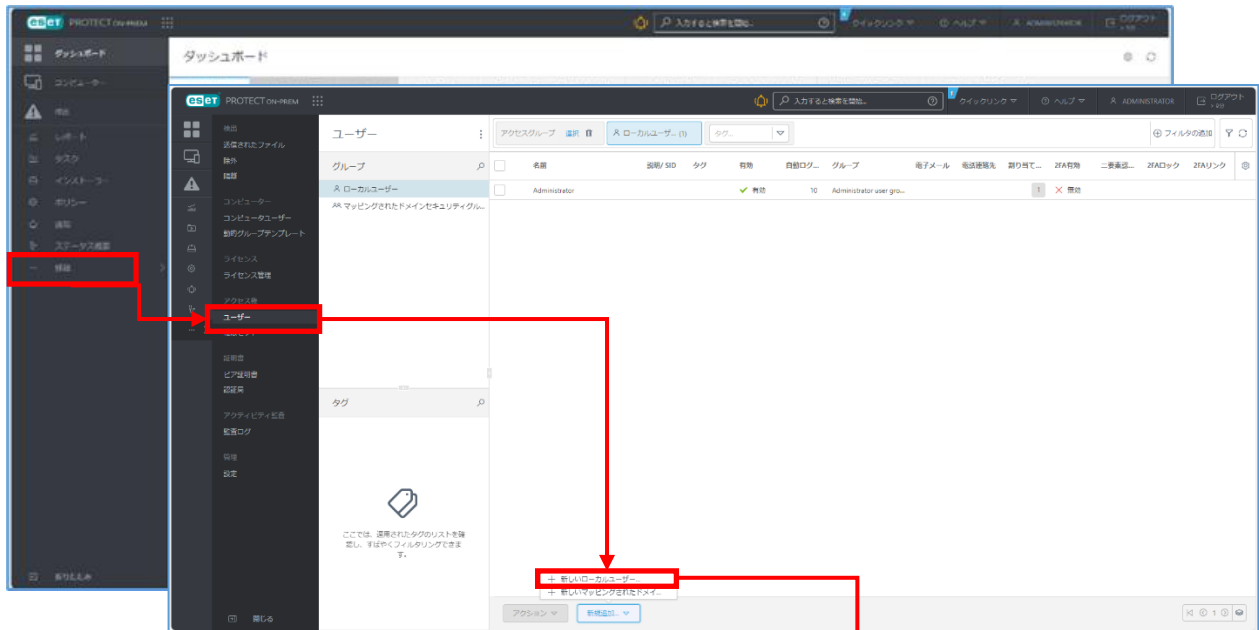 eset PROTECT ON-PREM
入力すると検索を開始...
クイックリンク
ヘルプ
ADMINISTRATOR
ログアウト
ダッシュボード
ダッシュボード
コンピューター
検出
レポート
タスク
インストーラー
ポリシー
通知
ステータス概要
詳細
折りたたみ
eset PROTECT ON-PREM
入力すると検索を開始...
クイックリンク
ヘルプ
ADMINISTRATOR
ログアウト
検出
送信されたファイル
除外
隔離
コンピューター
コンピュータユーザー
動的グループテンプレート
ライセンス
ライセンス管理
アクセス権
ユーザー
証明書
ピア証明書
認証局
アクティビティ監査
監査ログ
管理
設定
閉じる
ユーザー
グループ
ローカルユーザー
マッピングされたドメインセキュリティグル...
タグ
ここでは、適用されたタグのリストを確
認し、すばやくフィルタリングできま
す。
アクセスグループ 選択
ローカルユーザー... (1)
タグ...
フィルタの追加
名前 説明/ SID タグ 有効 自動ログ... グループ 電子メール 電話連絡先 割り当て... 2FA有効 二要素認... 2FAロック 2FAリンク
Administrator 有効 10 Administrator user gro... 1 無効
新しいローカルユーザー...
新しいマッピングされたドメイ...
アクション
新規追加...
1